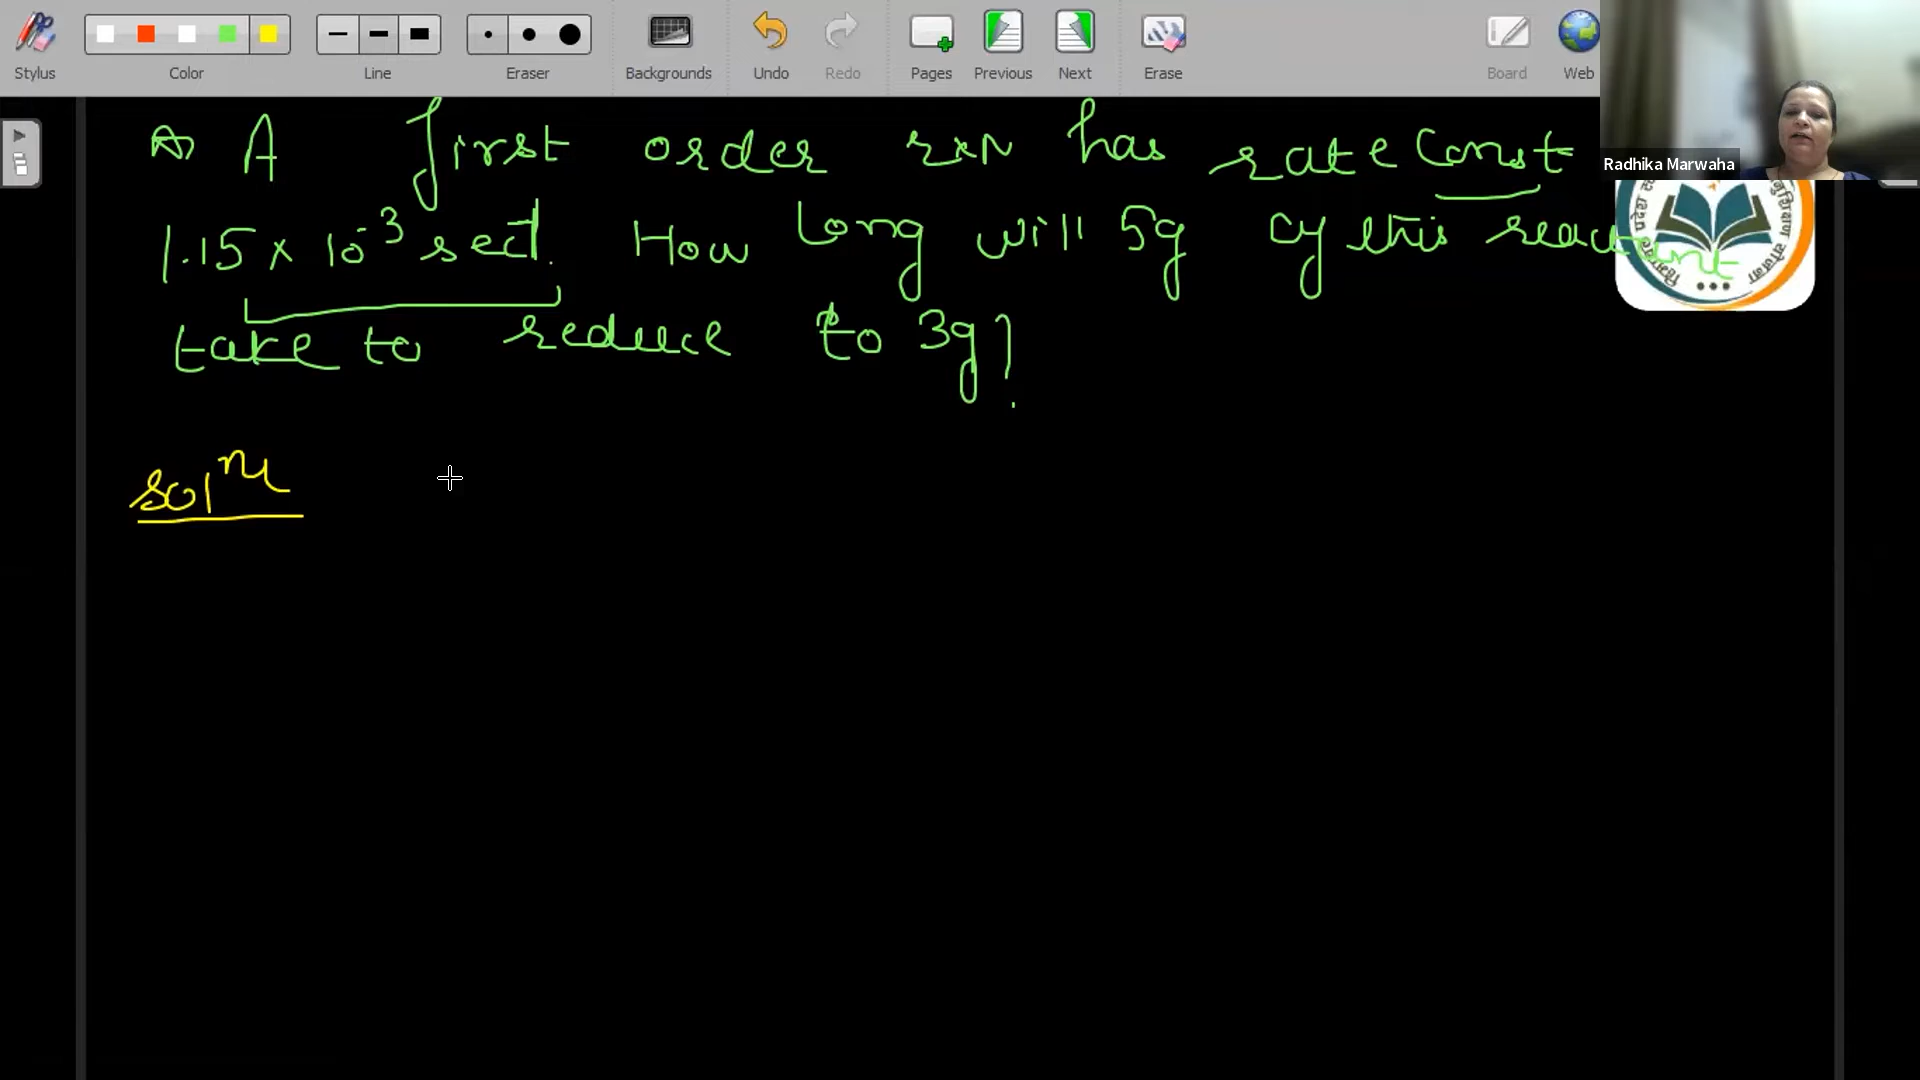 Stylus Color Line Eraser Backgrounds Undo Redo Pages Previous Next Erase Board Web
Radhika Marwaha
A first order rxn has rate const
1.15 × 10⁻³ sec⁻¹. How long will 5g of this reactant
take to reduce to 3g?
solⁿ